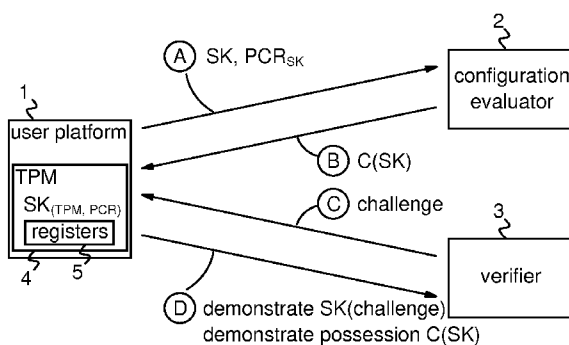 A SK, PCR_SK
2
configuration
evaluator
1
user platform
TPM
SK_(TPM, PCR)
registers
4 5
B C(SK)
C challenge
3
verifier
D demonstrate SK(challenge)
demonstrate possession C(SK)